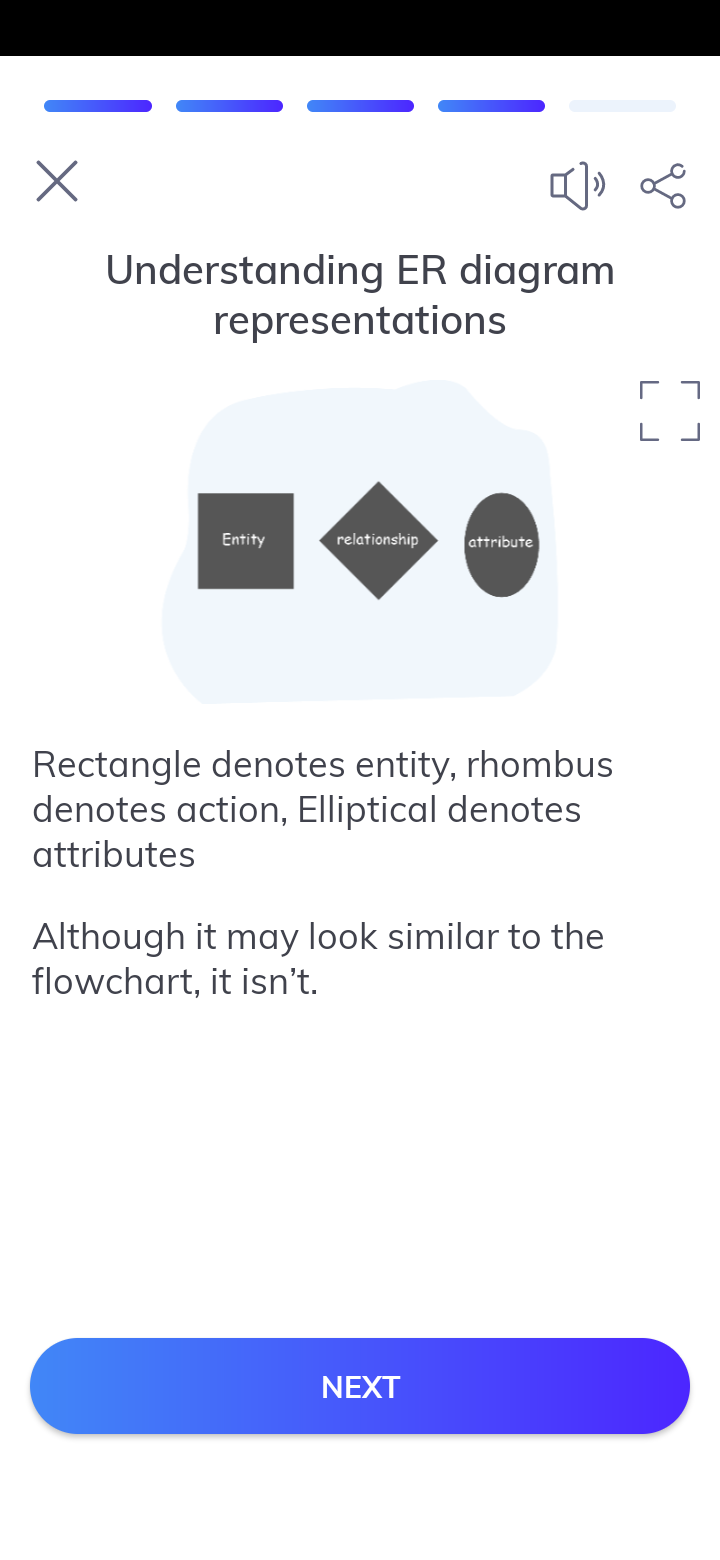 Understanding ER diagram
representations
Entity
relationship
attribute
Rectangle denotes entity, rhombus
denotes action, Elliptical denotes
attributes
Although it may look similar to the
flowchart, it isn’t.
NEXT